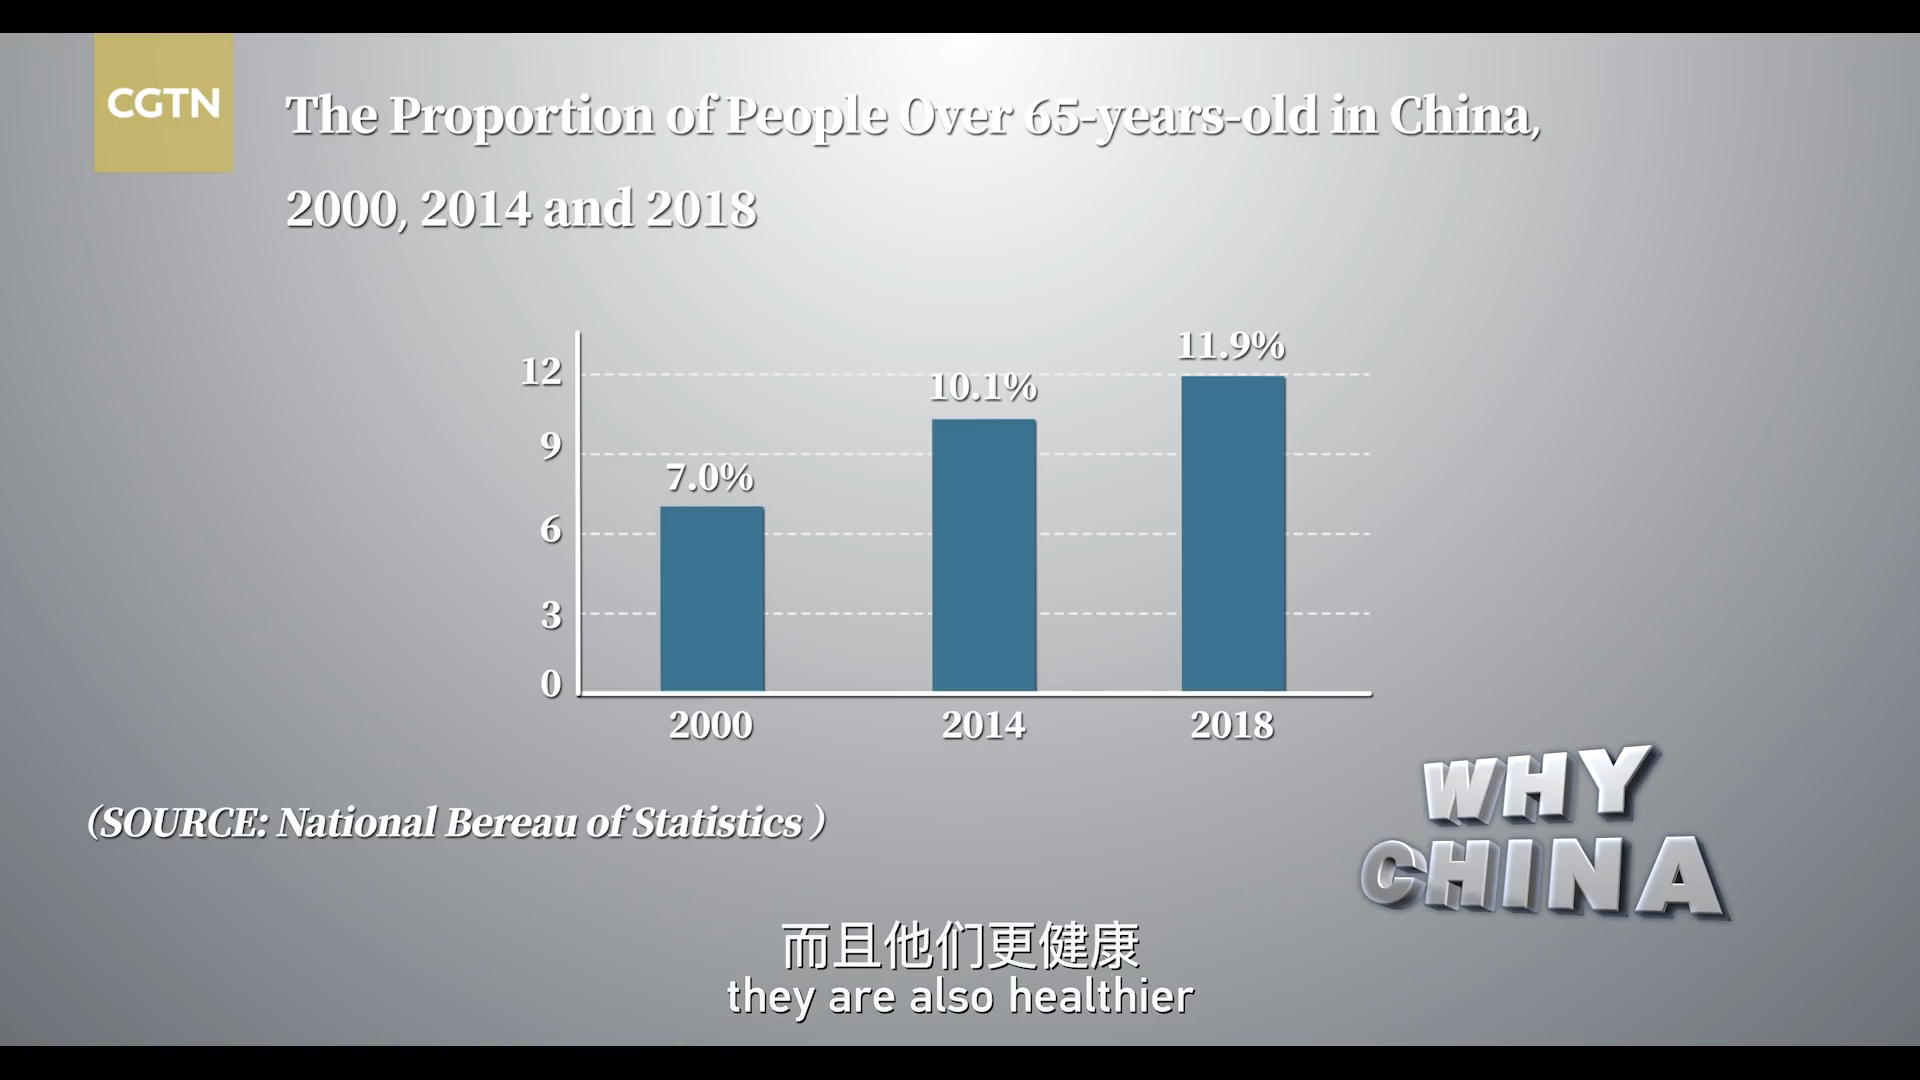 CGTN
The Proportion of People Over 65-years-old in China,
2000, 2014 and 2018
11.9%
12
10.1%
9
7.0%
6
3
0
2000 2014 2018
WHY
CHINA
(SOURCE: National Bereau of Statistics )
而且他们更健康
they are also healthier